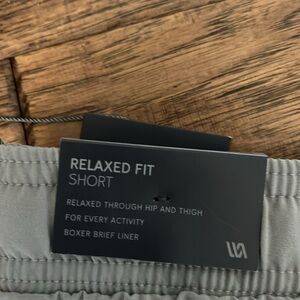 RELAXED FIT
SHORT
RELAXED THROUGH HIP AND THIGH
FOR EVERY ACTIVITY
BOXER BRIEF LINER